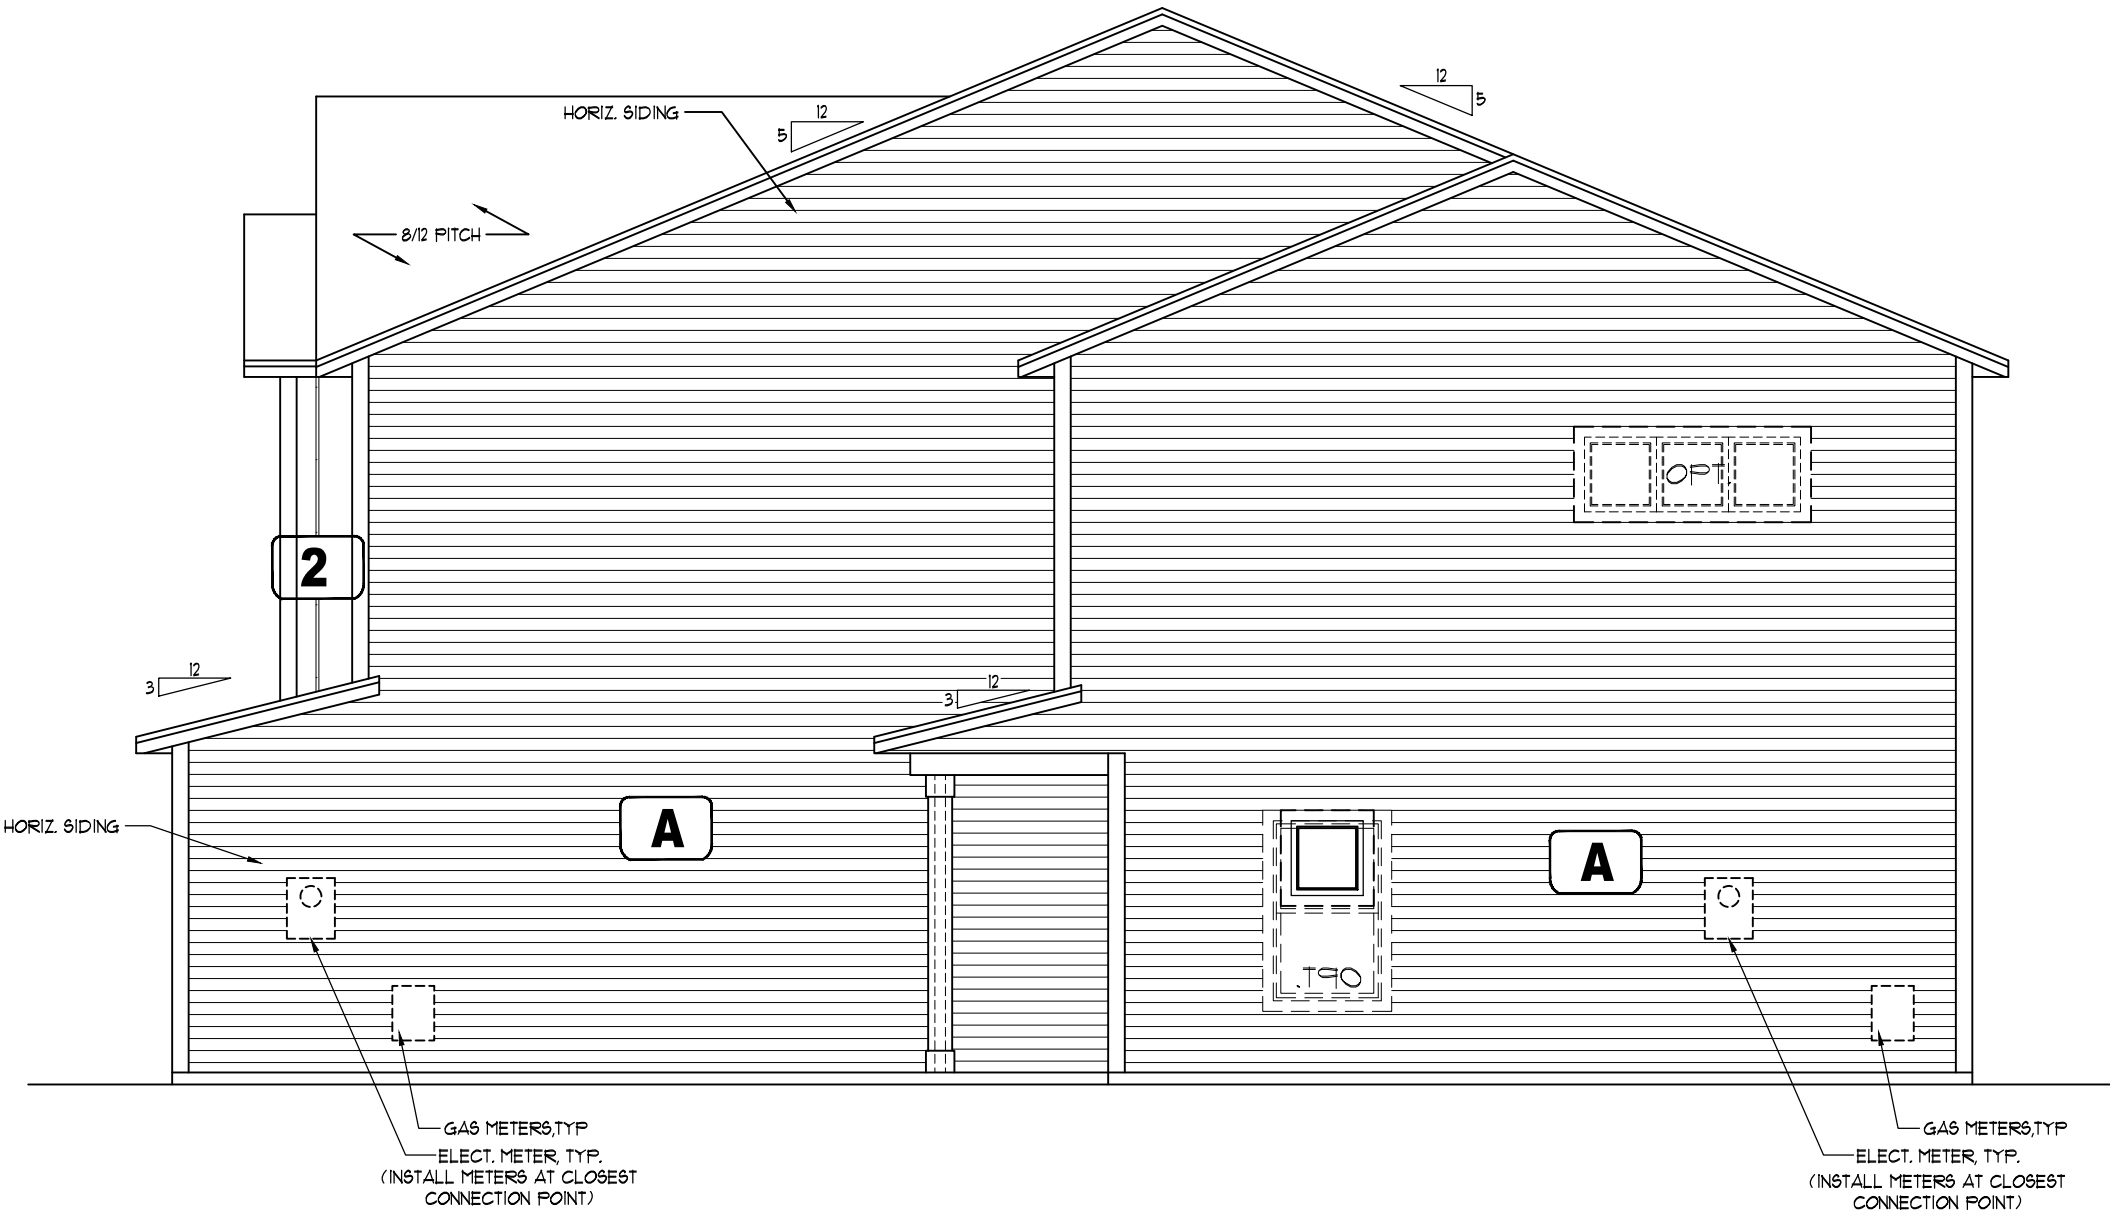 12
5
HORIZ. SIDING
12
5
8/12 PITCH
OPT.
2
12
3
12
3
A
HORIZ. SIDING
A
OPT.
GAS METERS,TYP
ELECT. METER, TYP.
(INSTALL METERS AT CLOSEST
CONNECTION POINT)
GAS METERS,TYP
ELECT. METER, TYP.
(INSTALL METERS AT CLOSEST
CONNECTION POINT)